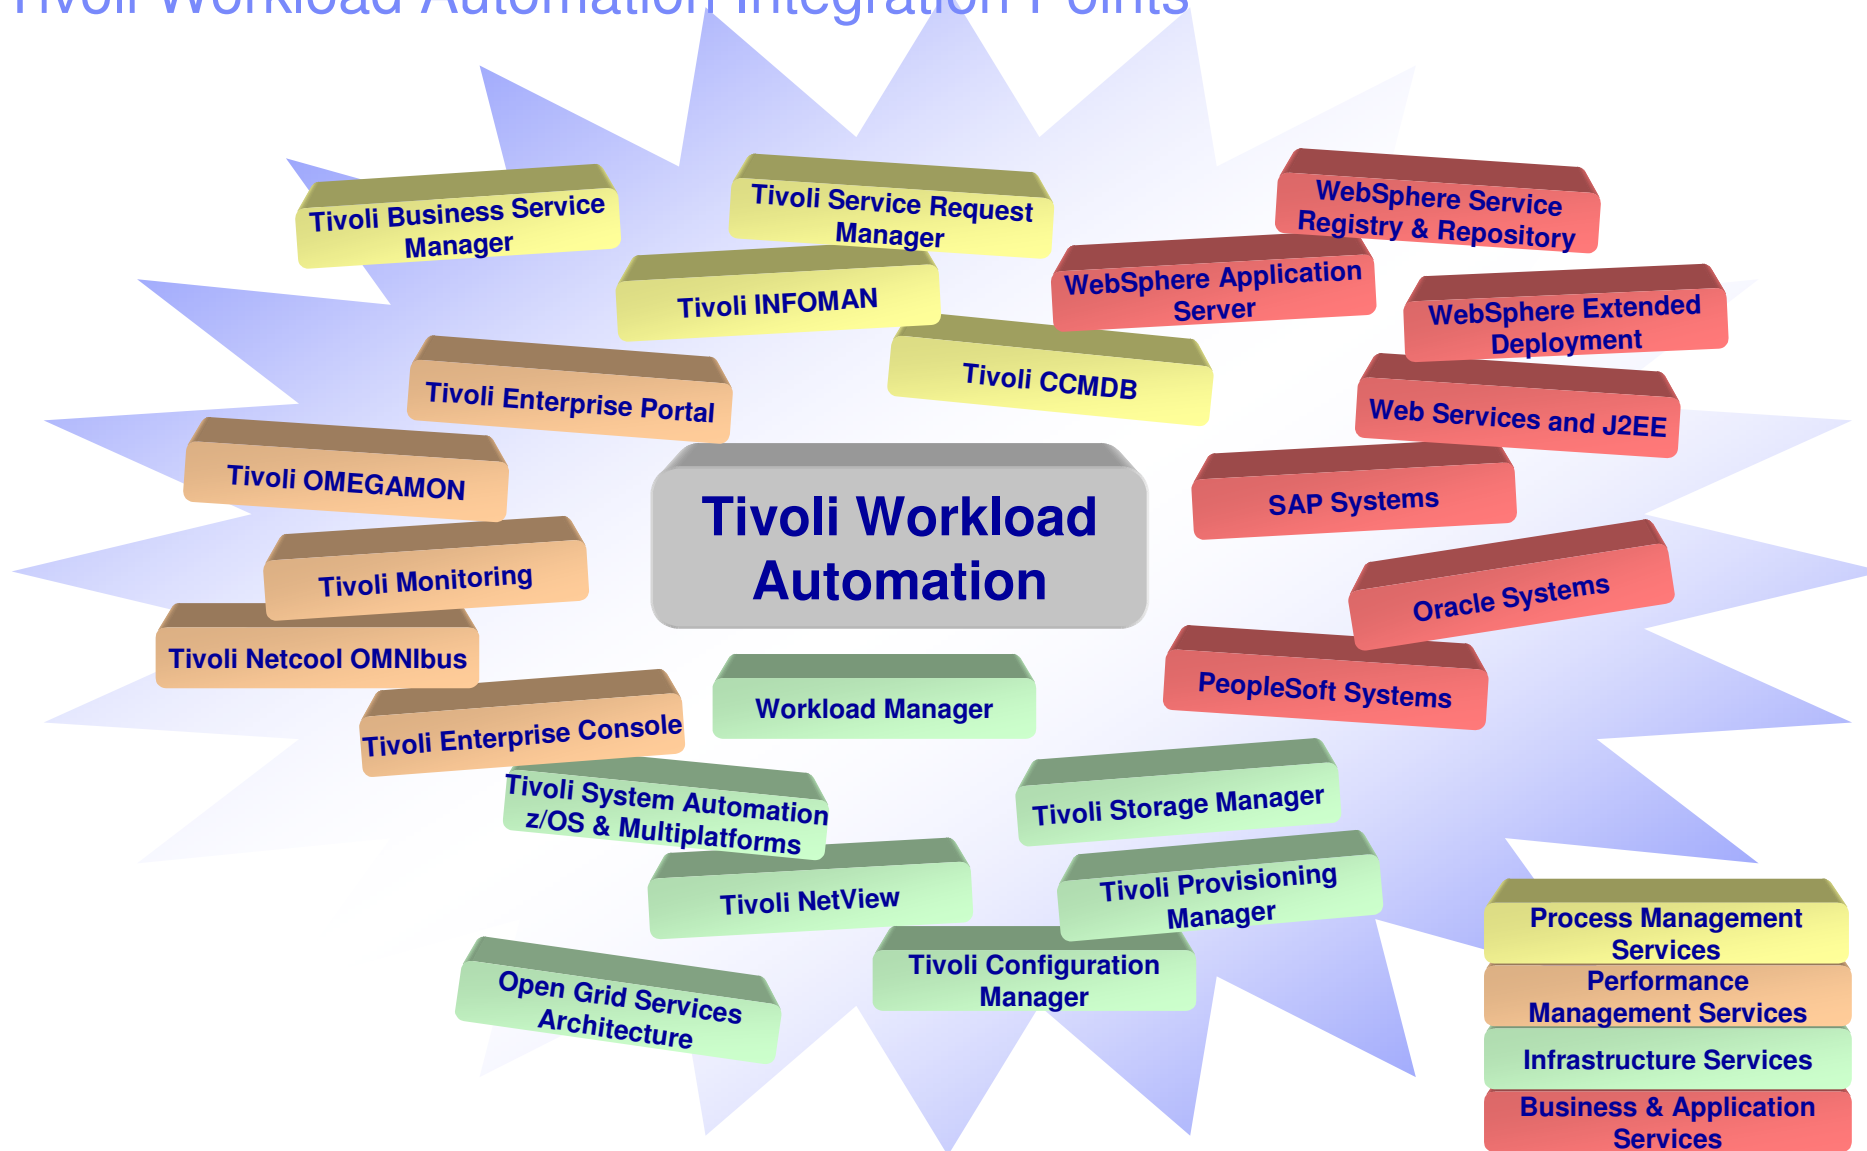 Tivoli Workload Automation Integration Points
Tivoli Business Service
Manager
Tivoli Service Request
Manager
WebSphere Service
Registry & Repository
Tivoli INFOMAN
WebSphere Application
Server
WebSphere Extended
Deployment
Tivoli Enterprise Portal
Tivoli CCMDB
Web Services and J2EE
Tivoli OMEGAMON
Tivoli Workload
Automation
SAP Systems
Tivoli Monitoring
Oracle Systems
Tivoli Netcool OMNIbus
Workload Manager
PeopleSoft Systems
Tivoli Enterprise Console
Tivoli System Automation
z/OS & Multiplatforms
Tivoli Storage Manager
Tivoli NetView
Tivoli Provisioning
Manager
Open Grid Services
Architecture
Tivoli Configuration
Manager
Process Management
Services
Performance
Management Services
Infrastructure Services
Business & Application
Services